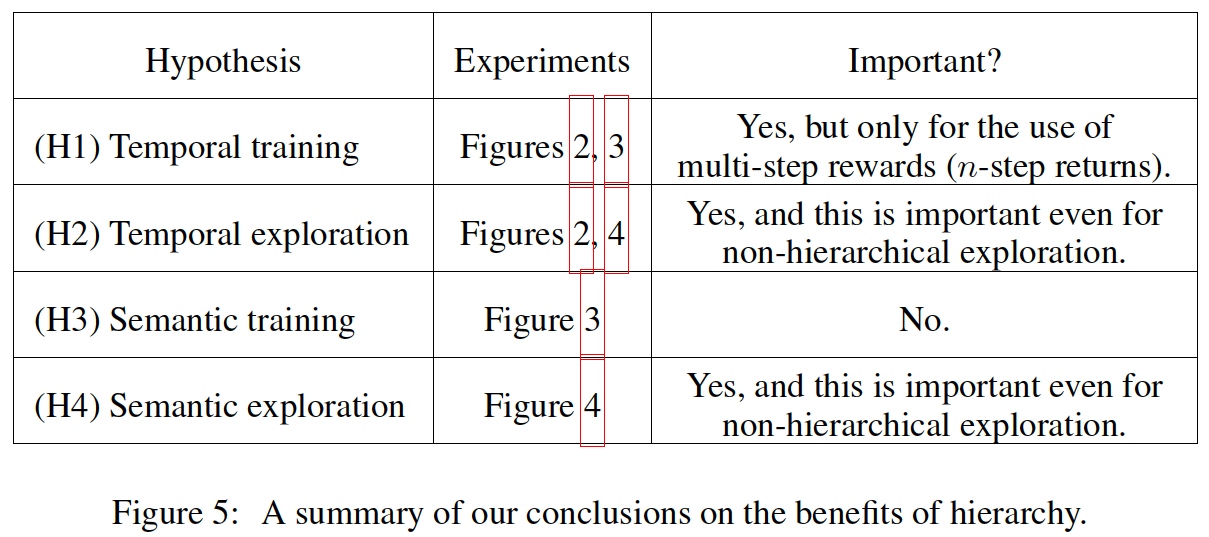 Hypothesis Experiments Important?
(H1) Temporal training Figures 2, 3 Yes, but only for the use of
multi-step rewards (n-step returns).
(H2) Temporal exploration Figures 2, 4 Yes, and this is important even for
non-hierarchical exploration.
(H3) Semantic training Figure 3 No.
(H4) Semantic exploration Figure 4 Yes, and this is important even for
non-hierarchical exploration.
Figure 5: A summary of our conclusions on the benefits of hierarchy.